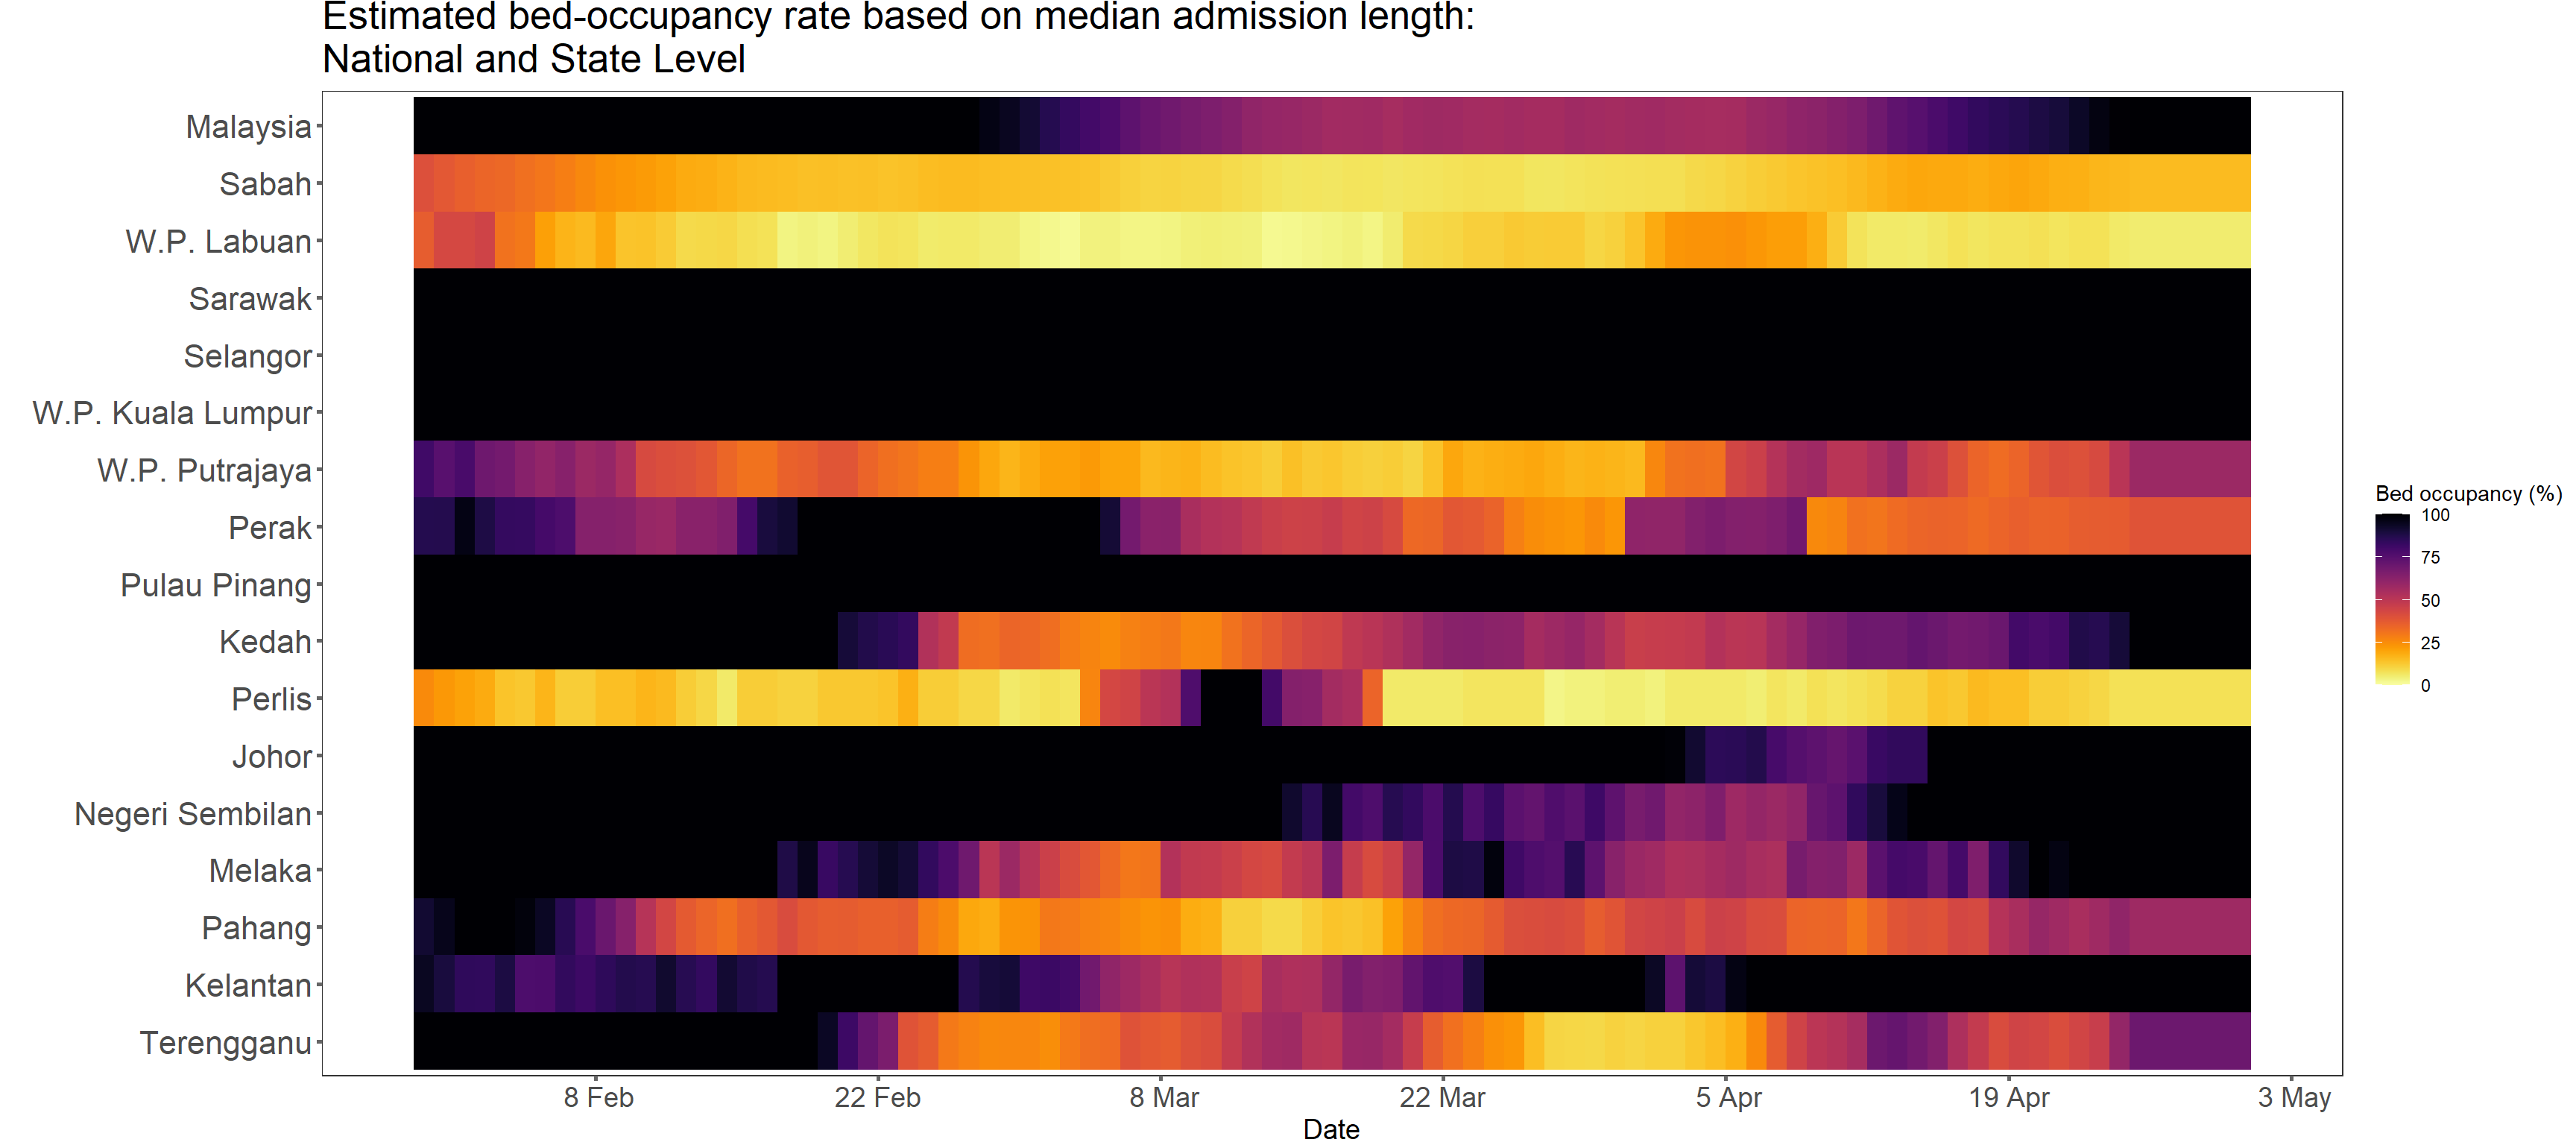 Estimated bed-occupancy rate based on median admission length:
National and State Level
Malaysia
Sabah
W.P. Labuan
Sarawak
Selangor
W.P. Kuala Lumpur
W.P. Putrajaya
Perak
Pulau Pinang
Kedah
Perlis
Johor
Negeri Sembilan
Melaka
Pahang
Kelantan
Terengganu
8 Feb
22 Feb
8 Mar
22 Mar
5 Apr
19 Apr
3 May
Date
Bed occupancy (%)
100
75
50
25
0